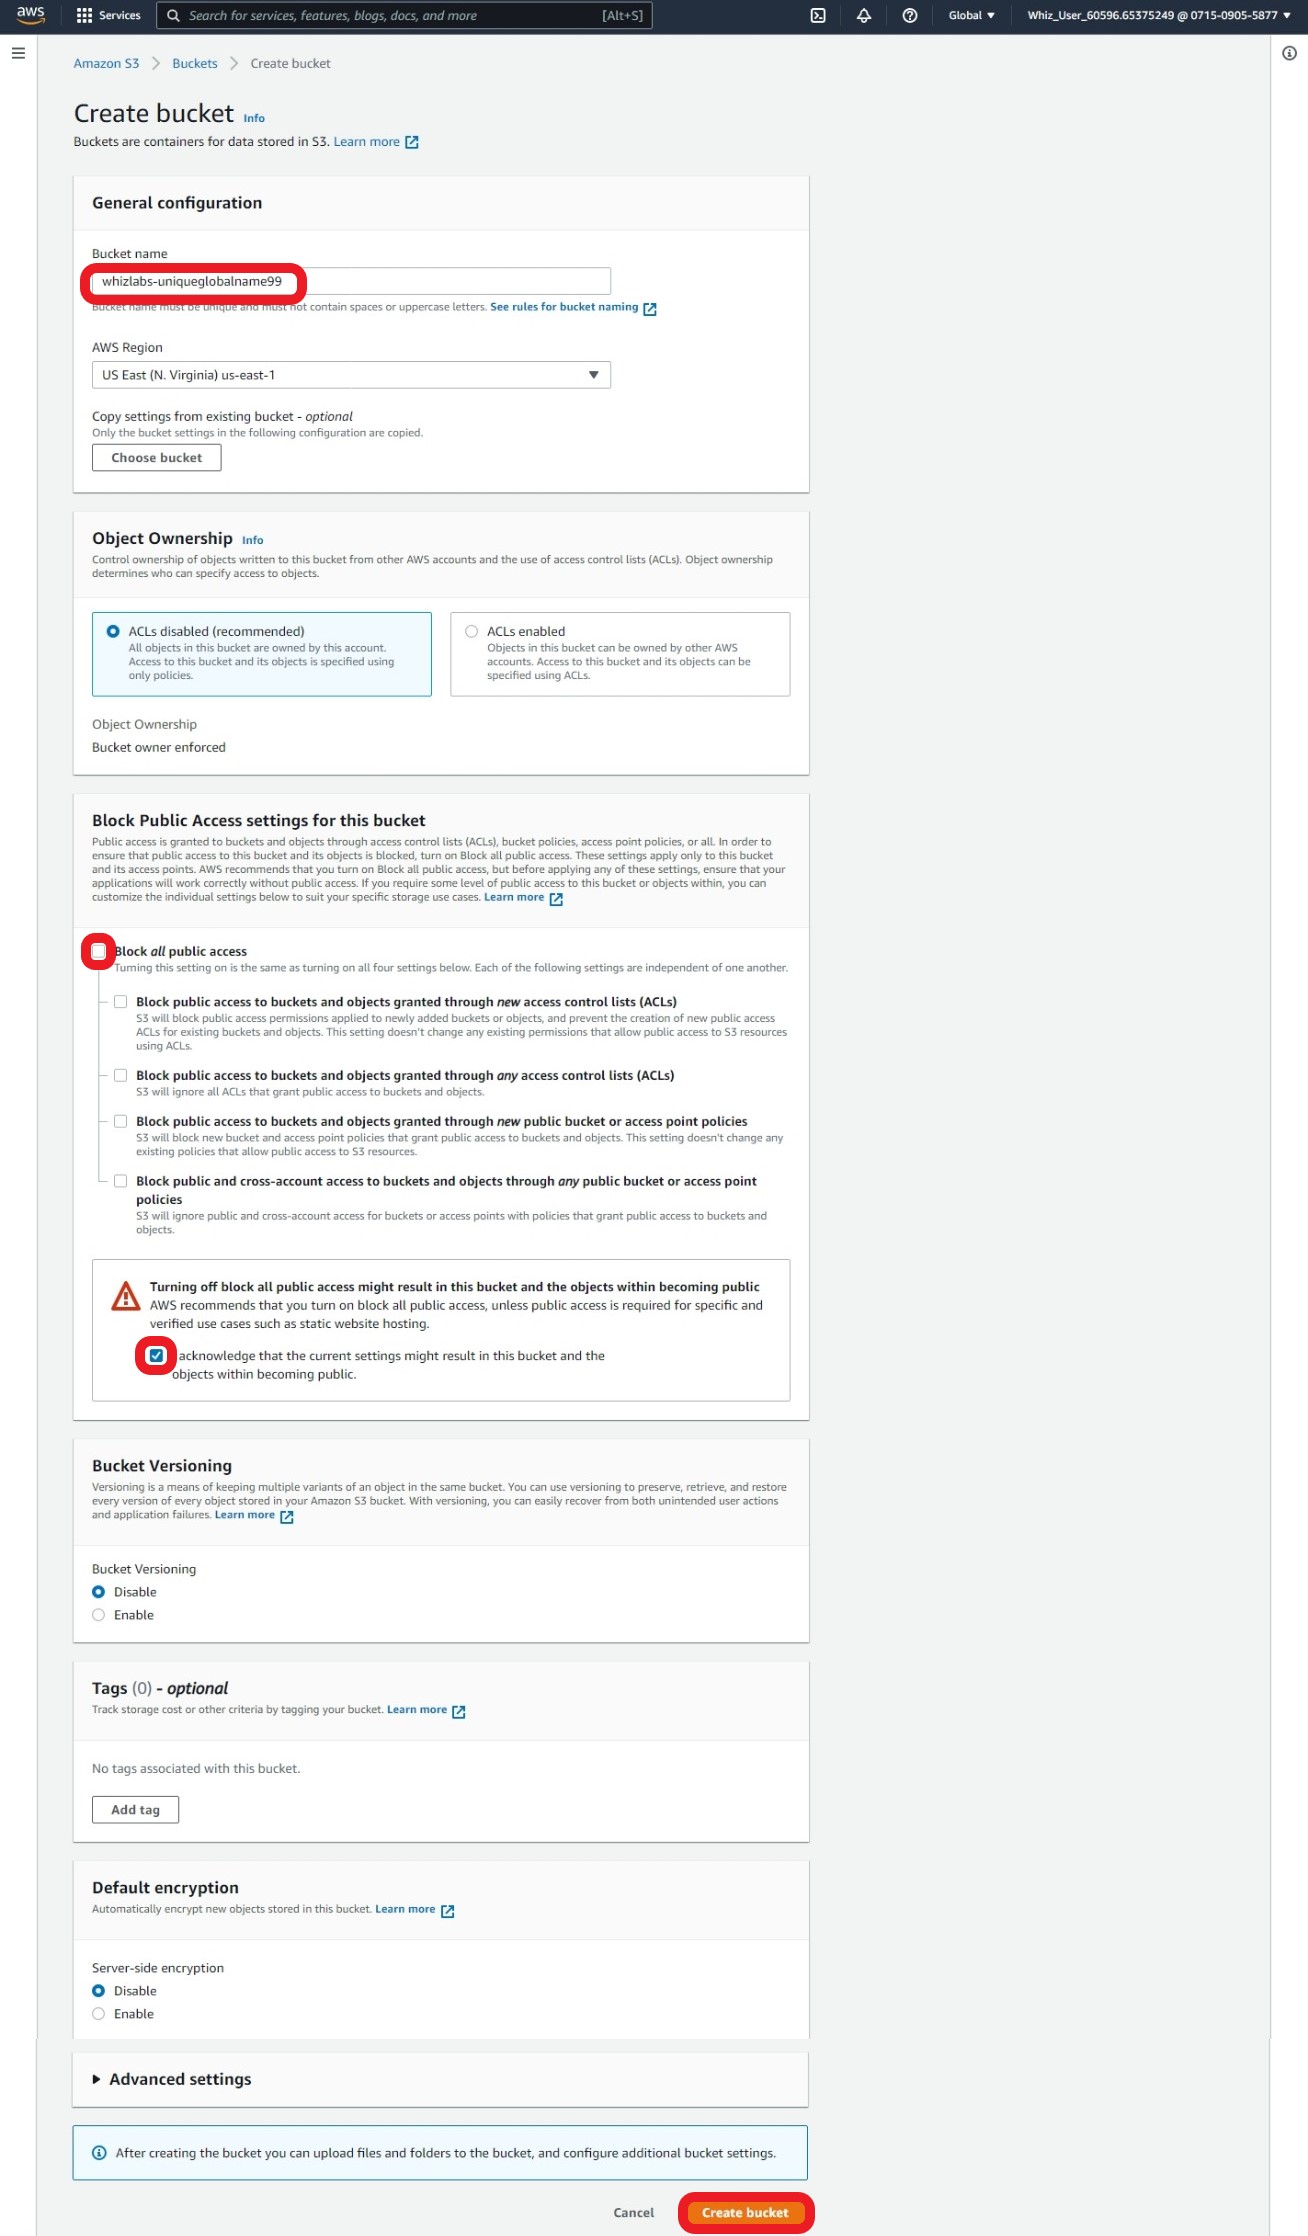 aws
Services
Search for services, features, blogs, docs, and more
[Alt+S]
Global
Whiz_User_60596.65375249 @ 0715-0905-5877
Amazon S3
Buckets
Create bucket
Create bucket Info
Buckets are containers for data stored in S3. Learn more
General configuration
Bucket name
whizlabs-uniqueglobalname99
Bucket name must be unique and must not contain spaces or uppercase letters. See rules for bucket naming
AWS Region
US East (N. Virginia) us-east-1
Copy settings from existing bucket - optional
Only the bucket settings in the following configuration are copied.
Choose bucket
Object Ownership Info
Control ownership of objects written to this bucket from other AWS accounts and the use of access control lists (ACLs). Object ownership
determines who can specify access to objects.
ACLs disabled (recommended)
All objects in this bucket are owned by this account.
Access to this bucket and its objects is specified using
only policies.
ACLs enabled
Objects in this bucket can be owned by other AWS
accounts. Access to this bucket and its objects can be
specified using ACLs.
Object Ownership
Bucket owner enforced
Block Public Access settings for this bucket
Public access is granted to buckets and objects through access control lists (ACLs), bucket policies, access point policies, or all. In order to
ensure that public access to this bucket and its objects is blocked, turn on Block all public access. These settings apply only to this bucket
and its access points. AWS recommends that you turn on Block all public access, but before applying any of these settings, ensure that your
applications will work correctly without public access. If you require some level of public access to this bucket or objects within, you can
customize the individual settings below to suit your specific storage use cases. Learn more
Block all public access
Turning this setting on is the same as turning on all four settings below. Each of the following settings are independent of one another.
Block public access to buckets and objects granted through new access control lists (ACLs)
S3 will block public access permissions applied to newly added buckets or objects, and prevent the creation of new public access
ACLs for existing buckets and objects. This setting doesn't change any existing permissions that allow public access to S3 resources
using ACLs.
Block public access to buckets and objects granted through any access control lists (ACLs)
S3 will ignore all ACLs that grant public access to buckets and objects.
Block public access to buckets and objects granted through new public bucket or access point policies
S3 will block new bucket and access point policies that grant public access to buckets and objects. This setting doesn't change any
existing policies that allow public access to S3 resources.
Block public and cross-account access to buckets and objects through any public bucket or access point
policies
S3 will ignore public and cross-account access for buckets or access points with policies that grant public access to buckets and
objects.
Turning off block all public access might result in this bucket and the objects within becoming public
AWS recommends that you turn on block all public access, unless public access is required for specific and
verified use cases such as static website hosting.
acknowledge that the current settings might result in this bucket and the
objects within becoming public.
Bucket Versioning
Versioning is a means of keeping multiple variants of an object in the same bucket. You can use versioning to preserve, retrieve, and restore
every version of every object stored in your Amazon S3 bucket. With versioning, you can easily recover from both unintended user actions
and application failures. Learn more
Bucket Versioning
Disable
Enable
Tags (0) - optional
Track storage cost or other criteria by tagging your bucket. Learn more
No tags associated with this bucket.
Add tag
Default encryption
Automatically encrypt new objects stored in this bucket. Learn more
Server-side encryption
Disable
Enable
Advanced settings
After creating the bucket you can upload files and folders to the bucket, and configure additional bucket settings.
Cancel
Create bucket